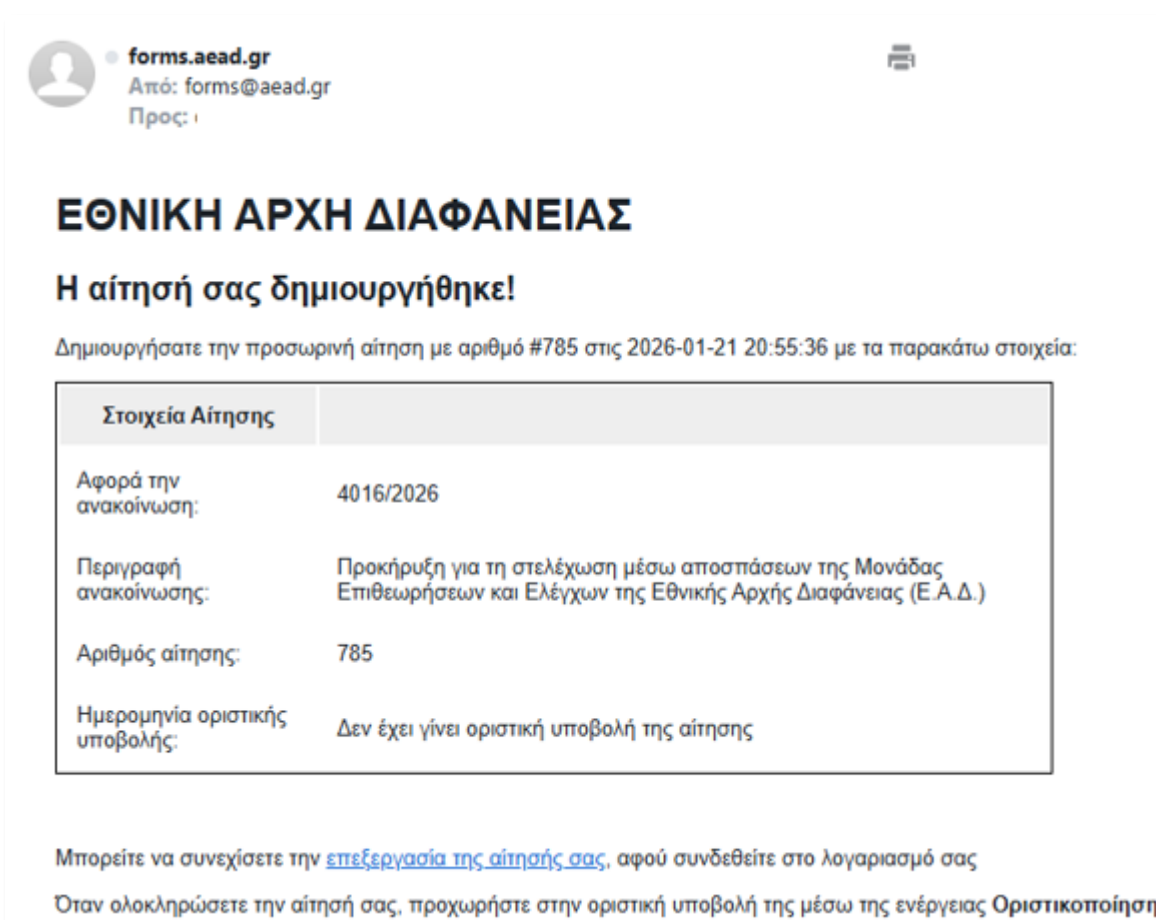 forms.aead.gr
Από: forms@aead.gr
Προς:
ΕΘΝΙΚΗ ΑΡΧΗ ΔΙΑΦΑΝΕΙΑΣ
Η αίτησή σας δημιουργήθηκε!
Δημιουργήσατε την προσωρινή αίτηση με αριθμό #785 στις 2026-01-21 20:55:36 με τα παρακάτω στοιχεία:
Στοιχεία Αίτησης
Αφορά την
ανακοίνωση:
4016/2026
Περιγραφή
ανακοίνωσης:
Προκήρυξη για τη στελέχωση μέσω αποσπάσεων της Μονάδας
Επιθεωρήσεων και Ελέγχων της Εθνικής Αρχής Διαφάνειας (Ε.Α.Δ.)
Αριθμός αίτησης:
785
Ημερομηνία οριστικής
υποβολής:
Δεν έχει γίνει οριστική υποβολή της αίτησης
Μπορείτε να συνεχίσετε την επεξεργασία της αίτησής σας, αφού συνδεθείτε στο λογαριασμό σας
Όταν ολοκληρώσετε την αίτησή σας, προχωρήστε στην οριστική υποβολή της μέσω της ενέργειας Οριστικοποίηση